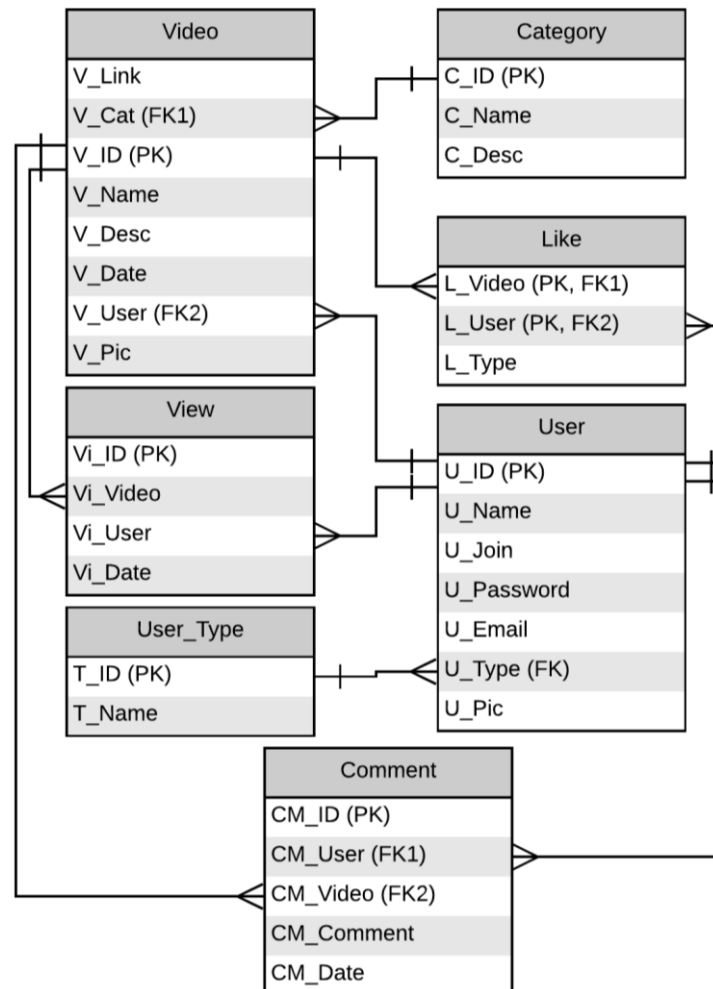 Video
V_Link
V_Cat (FK1)
V_ID (PK)
V_Name
V_Desc
V_Date
V_User (FK2)
V_Pic
Category
C_ID (PK)
C_Name
C_Desc
Like
L_Video (PK, FK1)
L_User (PK, FK2)
L_Type
View
Vi_ID (PK)
Vi_Video
Vi_User
Vi_Date
User
U_ID (PK)
U_Name
U_Join
U_Password
U_Email
U_Type (FK)
U_Pic
User_Type
T_ID (PK)
T_Name
Comment
CM_ID (PK)
CM_User (FK1)
CM_Video (FK2)
CM_Comment
CM_Date